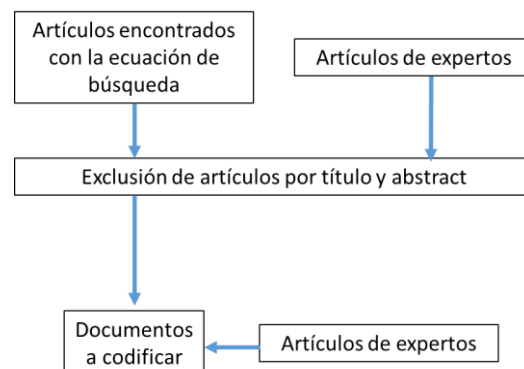 Artículos encontrados
con la ecuación de
búsqueda
Artículos de expertos
Exclusión de artículos por título y abstract
Documentos
a codificar
Artículos de expertos